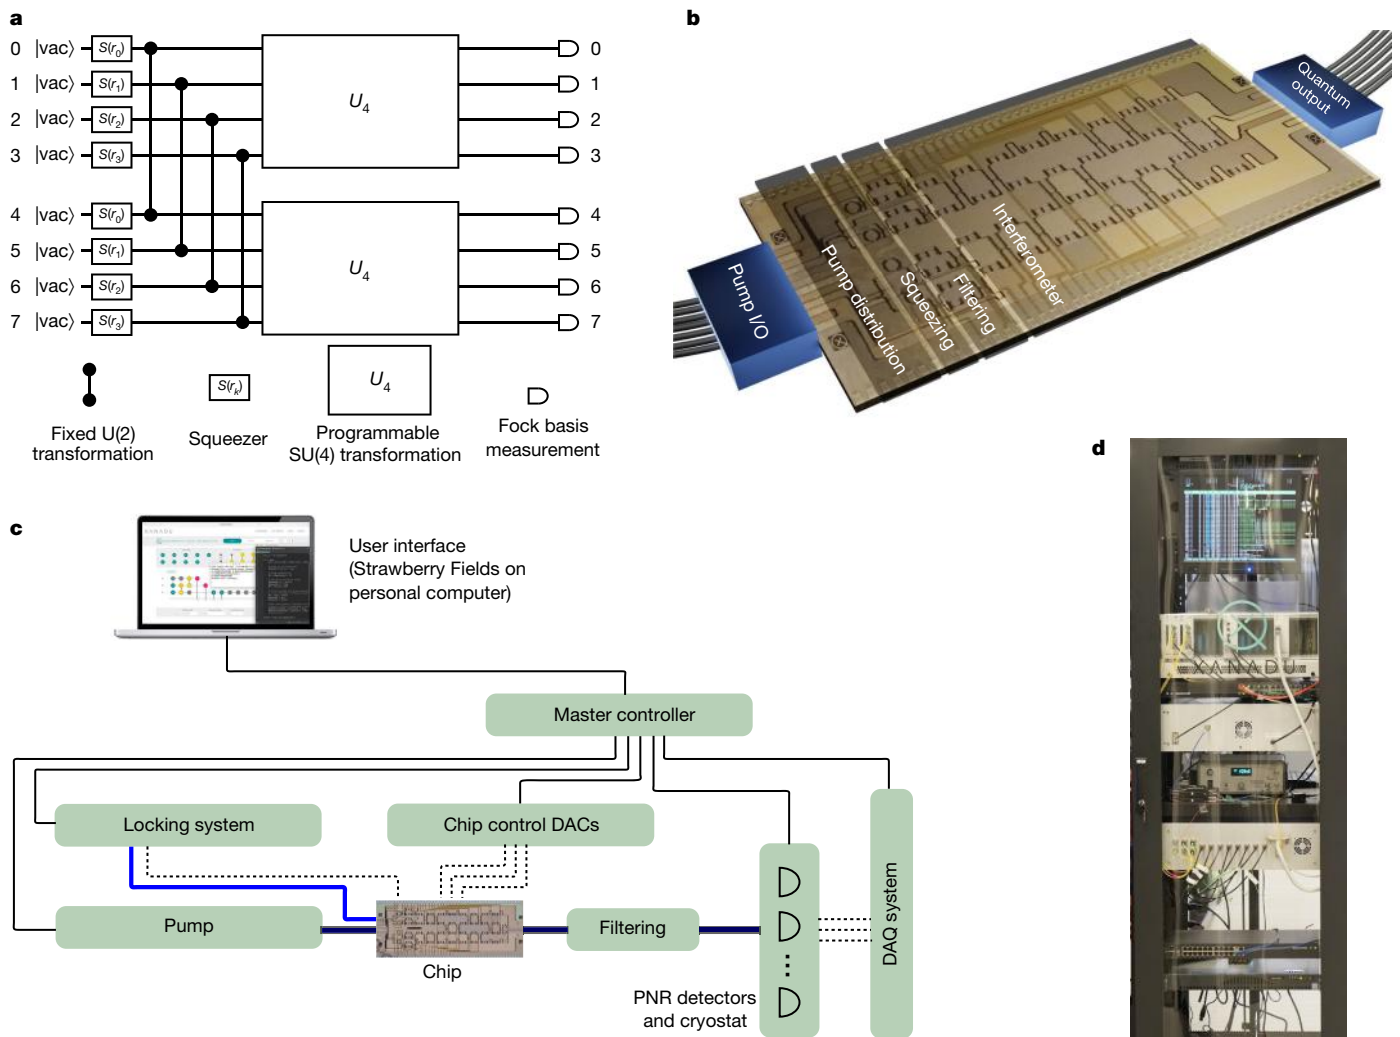 a
0 |vac⟩ S(r0) 0
1 |vac⟩ S(r1) 1
2 |vac⟩ S(r2) 2
3 |vac⟩ S(r3) 3
U4
4 |vac⟩ S(r0) 4
5 |vac⟩ S(r1) 5
6 |vac⟩ S(r2) 6
7 |vac⟩ S(r3) 7
U4
Fixed U(2)
transformation
S(rk)
Squeezer
U4
Programmable
SU(4) transformation
Fock basis
measurement
b
Quantum
output
Pump I/O
Pump distribution
Squeezing
Filtering
Interferometer
c
XANADU
User interface
(Strawberry Fields on
personal computer)
Master controller
Locking system
Chip control DACs
Pump
Chip
Filtering
PNR detectors
and cryostat
DAQ system
d
XANADU